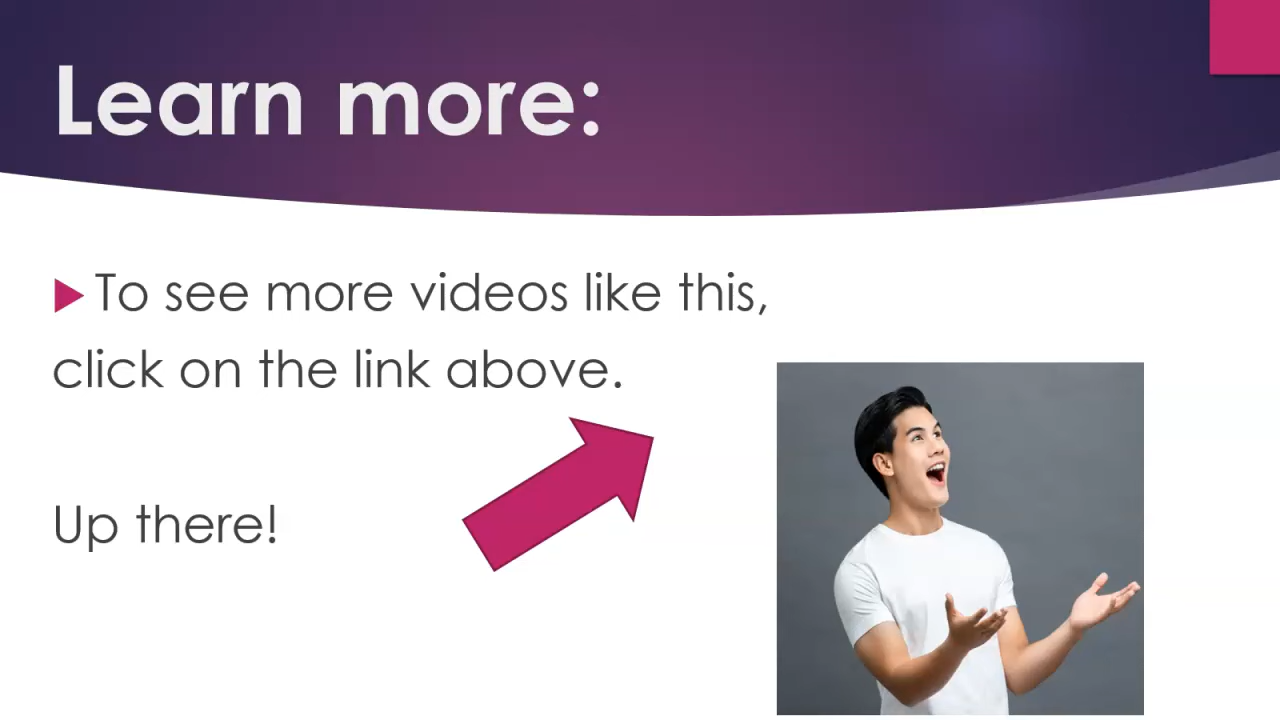 Learn more:
To see more videos like this,
click on the link above.
Up there!